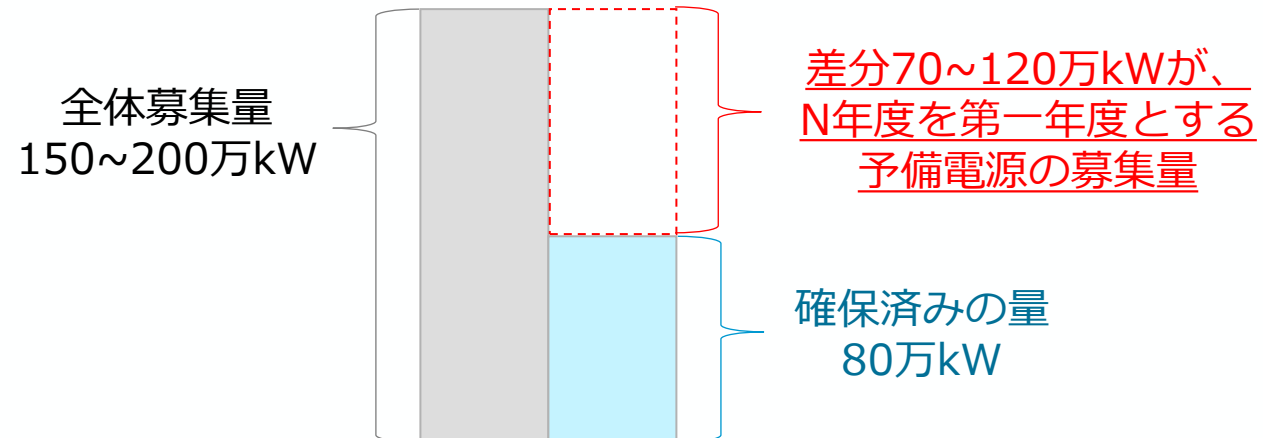 全体募集量
150~200万kW
差分70~120万kWが、
N年度を第一年度とする
予備電源の募集量
確保済みの量
80万kW